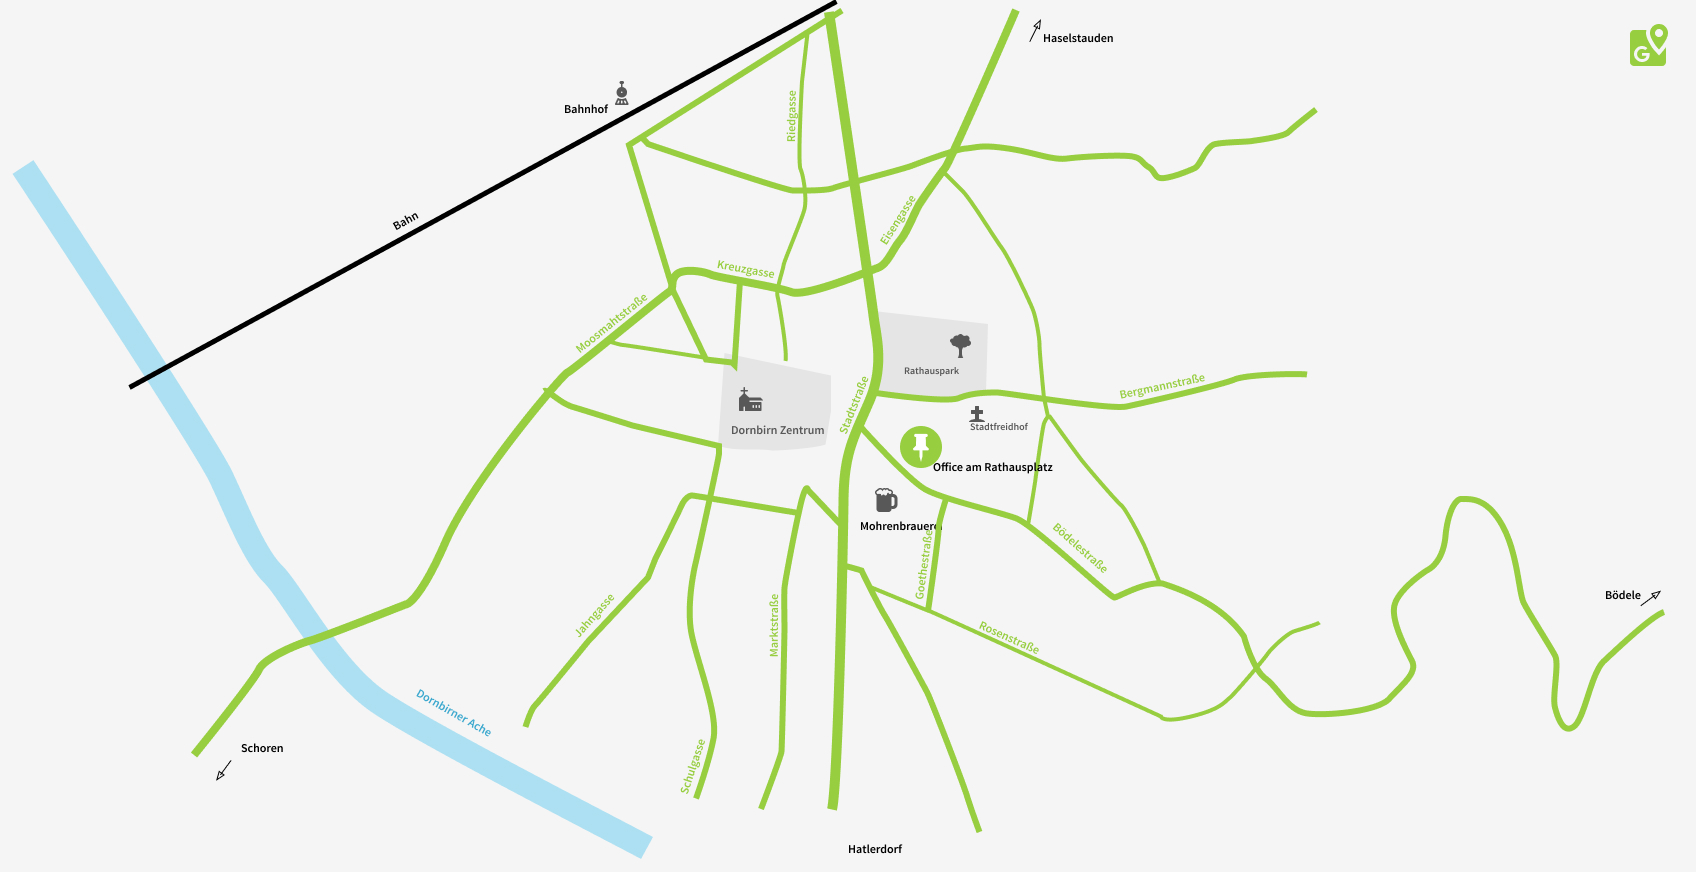 Haselstauden
G
Bahnhof
Riedgasse
Bahn
Eisengasse
Kreuzgasse
Moosmahtstraße
Rathauspark
Bergmannstraße
Stadtstraße
Dornbirn Zentrum
Stadtfreidhof
Office am Rathausplatz
Mohrenbrauerei
Bödelestraße
Goethestraße
Bödele
Jahngasse
Marktstraße
Rosenstraße
Dornbirner Ache
Schoren
Schulgasse
Hatlerdorf